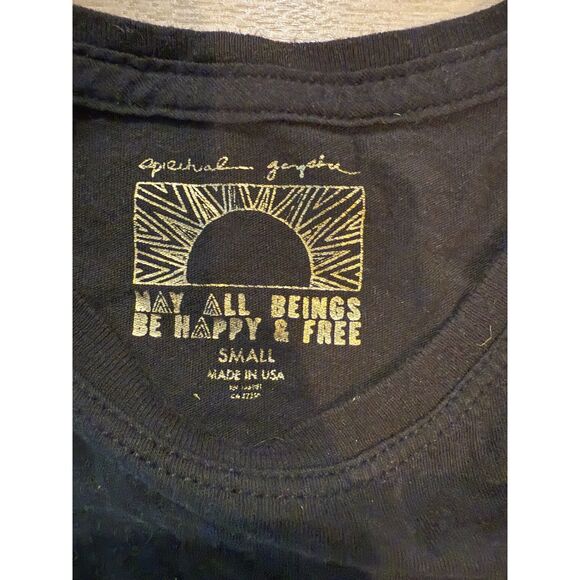 spiritual gangster
MAY ALL BEINGS
BE HAPPY & FREE
SMALL
MADE IN USA